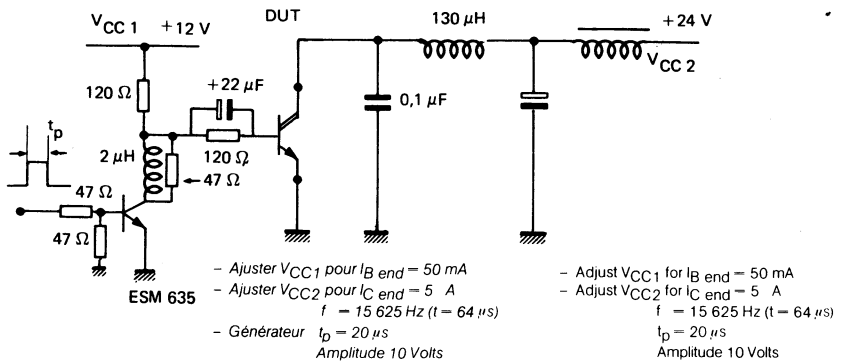 DUT
130 µH
+24 V
V CC 1
+12 V
V CC 2
120 Ω
+22 µF
0,1 µF
tp
2 µH
120 Ω
47 Ω
47 Ω
47 Ω
ESM 635
– Ajuster VCC1 pour IB end = 50 mA
– Ajuster VCC2 pour IC end = 5 A
f = 15 625 Hz (t = 64 µs)
– Générateur tp = 20 µs
Amplitude 10 Volts
– Adjust VCC1 for IB end = 50 mA
– Adjust VCC2 for IC end = 5 A
f = 15 625 Hz (t = 64 µs)
tp = 20 µs
Amplitude 10 Volts